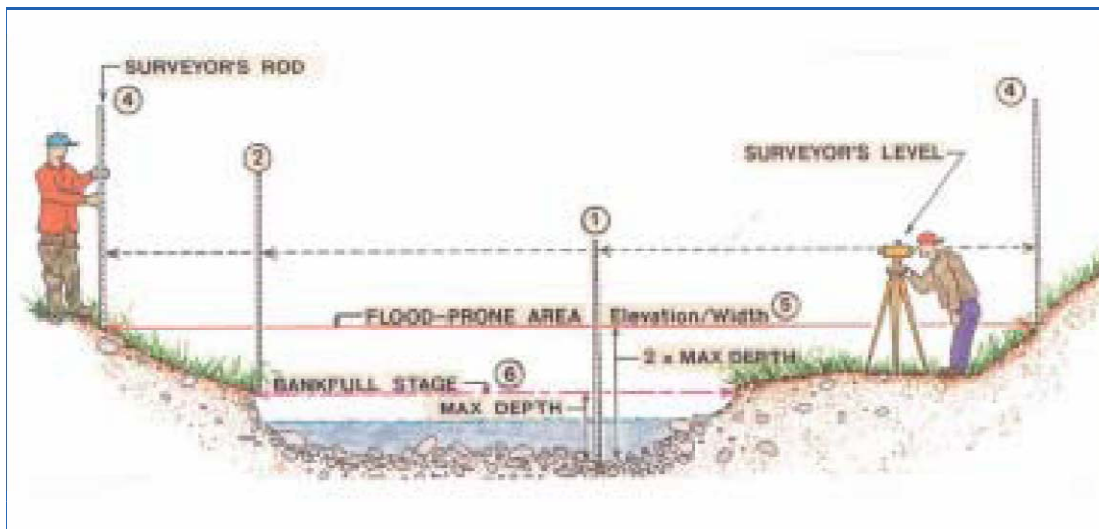 SURVEYOR'S ROD
4
4
2
SURVEYOR'S LEVEL
1
FLOOD-PRONE AREA Elevation/Width 5
2 x MAX DEPTH
BANKFULL STAGE 6
MAX DEPTH